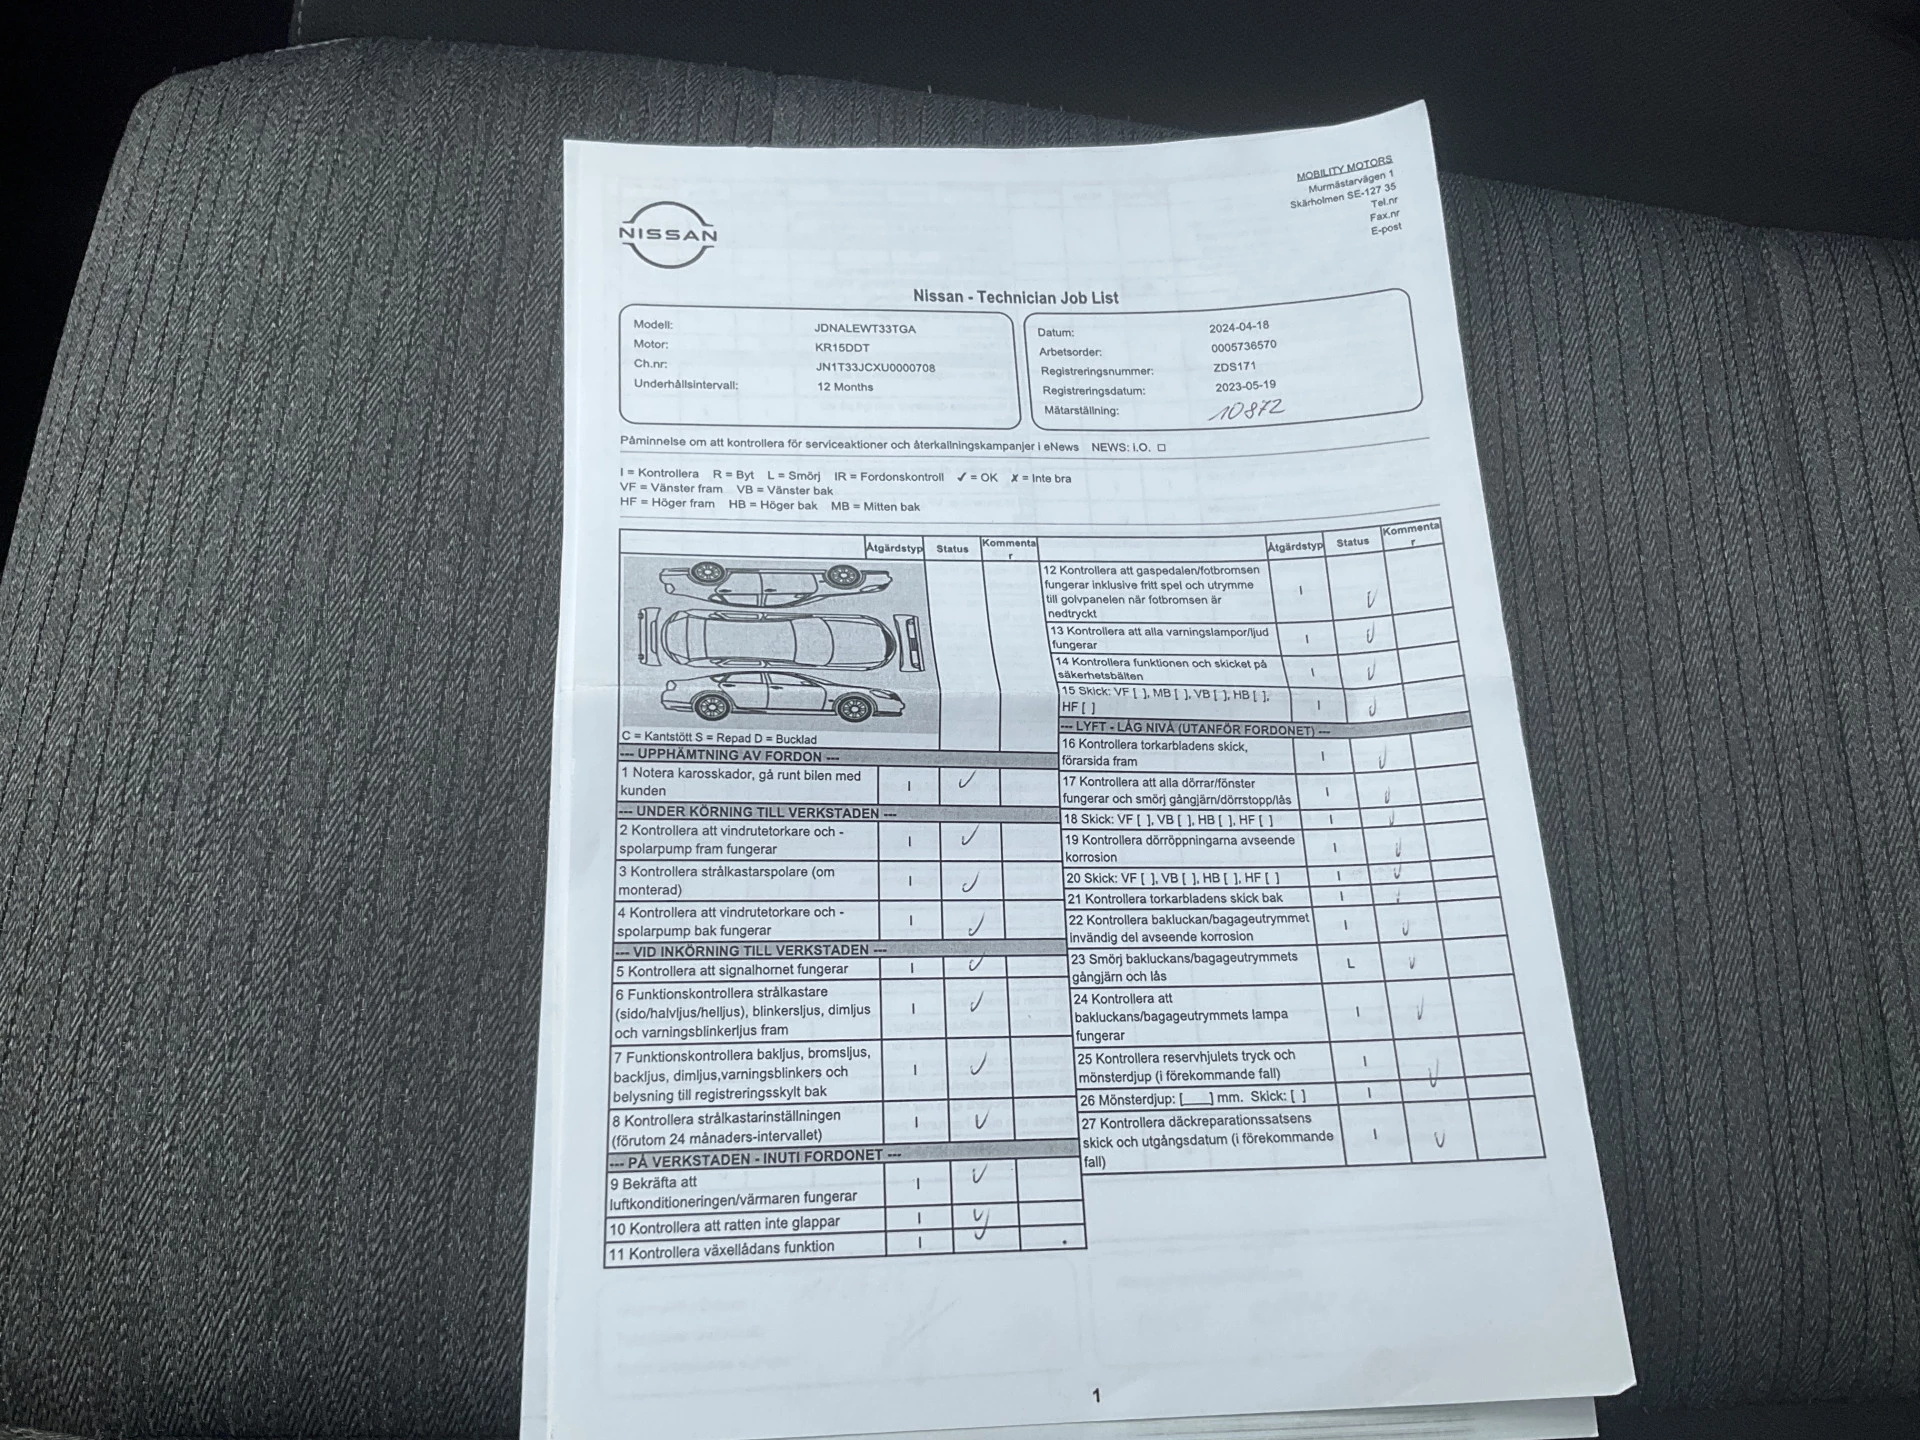 MOBILITY MOTORS
Murmästarvägen 1
Skärholmen SE-127 35
Tel.nr
Fax.nr
E-post
NISSAN
Nissan - Technician Job List
Modell: JDNALEWT33TGA
Motor: KR15DDT
Ch.nr: JN1T33JCXU0000708
Underhållsintervall: 12 Months
Datum: 2024-04-18
Arbetsorder: 0005736570
Registreringsnummer: ZDS171
Registreringsdatum: 2023-05-19
Mätarställning: 10872
Påminnelse om att kontrollera för serviceaktioner och återkallningskampanjer i eNews NEWS: I.O. □
I = Kontrollera R = Byt L = Smörj IR = Fordonskontroll ✓ = OK ✗ = Inte bra
VF = Vänster fram VB = Vänster bak
HF = Höger fram HB = Höger bak MB = Mitten bak
Åtgärdstyp Status Kommenta
r
C = Kantstött S = Repad D = Bucklad
--- UPPHÄMTNING AV FORDON ---
1 Notera karosskador, gå runt bilen med I ✓
kunden
--- UNDER KÖRNING TILL VERKSTADEN ---
2 Kontrollera att vindrutetorkare och - I ✓
spolarpump fram fungerar
3 Kontrollera strålkastarspolare (om I ✓
monterad)
4 Kontrollera att vindrutetorkare och - I ✓
spolarpump bak fungerar
--- VID INKÖRNING TILL VERKSTADEN ---
5 Kontrollera att signalhornet fungerar I ✓
6 Funktionskontrollera strålkastare I ✓
(sido/halvljus/helljus), blinkersljus, dimljus
och varningsblinkerljus fram
7 Funktionskontrollera bakljus, bromsljus, I ✓
backljus, dimljus,varningsblinkers och
belysning till registreringsskylt bak
8 Kontrollera strålkastarinställningen I ✓
(förutom 24 månaders-intervallet)
--- PÅ VERKSTADEN - INUTI FORDONET ---
9 Bekräfta att I ✓
luftkonditioneringen/värmaren fungerar
10 Kontrollera att ratten inte glappar I ✓
11 Kontrollera växellådans funktion I ✓
Åtgärdstyp Status Kommenta
r
12 Kontrollera att gaspedalen/fotbromsen I ✓
fungerar inklusive fritt spel och utrymme
till golvpanelen när fotbromsen är
nedtryckt
13 Kontrollera att alla varningslampor/ljud I ✓
fungerar
14 Kontrollera funktionen och skicket på I ✓
säkerhetsbälten
15 Skick: VF [ ], MB [ ], VB [ ], HB [ ], I ✓
HF [ ]
--- LYFT - LÅG NIVÅ (UTANFÖR FORDONET) ---
16 Kontrollera torkarbladens skick, I ✓
förarsida fram
17 Kontrollera att alla dörrar/fönster I ✓
fungerar och smörj gångjärn/dörrstopp/lås
18 Skick: VF [ ], VB [ ], HB [ ], HF [ ] I ✓
19 Kontrollera dörröppningarna avseende I ✓
korrosion
20 Skick: VF [ ], VB [ ], HB [ ], HF [ ] I ✓
21 Kontrollera torkarbladens skick bak I ✓
22 Kontrollera bakluckan/bagageutrymmet I ✓
invändig del avseende korrosion
23 Smörj bakluckans/bagageutrymmets L ✓
gångjärn och lås
24 Kontrollera att I ✓
bakluckans/bagageutrymmets lampa
fungerar
25 Kontrollera reservhjulets tryck och I ✓
mönsterdjup (i förekommande fall)
26 Mönsterdjup: [____] mm. Skick: [ ] I
27 Kontrollera däckreparationssatsens I ✓
skick och utgångsdatum (i förekommande
fall)
1